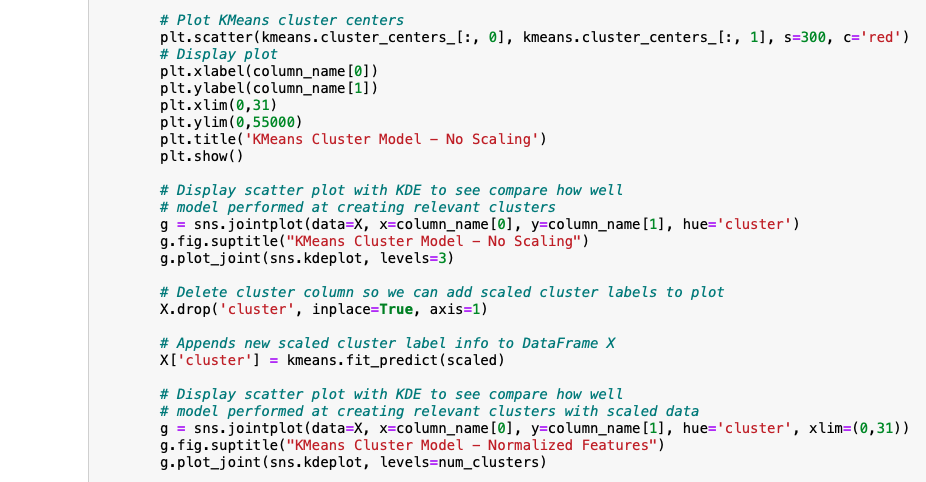 # Plot KMeans cluster centers
plt.scatter(kmeans.cluster_centers_[:, 0], kmeans.cluster_centers_[:, 1], s=300, c='red')
# Display plot
plt.xlabel(column_name[0])
plt.ylabel(column_name[1])
plt.xlim(0,31)
plt.ylim(0,55000)
plt.title('KMeans Cluster Model - No Scaling')
plt.show()
# Display scatter plot with KDE to see compare how well
# model performed at creating relevant clusters
g = sns.jointplot(data=X, x=column_name[0], y=column_name[1], hue='cluster')
g.fig.suptitle("KMeans Cluster Model - No Scaling")
g.plot_joint(sns.kdeplot, levels=3)
# Delete cluster column so we can add scaled cluster labels to plot
X.drop('cluster', inplace=True, axis=1)
# Appends new scaled cluster label info to DataFrame X
X['cluster'] = kmeans.fit_predict(scaled)
# Display scatter plot with KDE to see compare how well
# model performed at creating relevant clusters with scaled data
g = sns.jointplot(data=X, x=column_name[0], y=column_name[1], hue='cluster', xlim=(0,31))
g.fig.suptitle("KMeans Cluster Model - Normalized Features")
g.plot_joint(sns.kdeplot, levels=num_clusters)